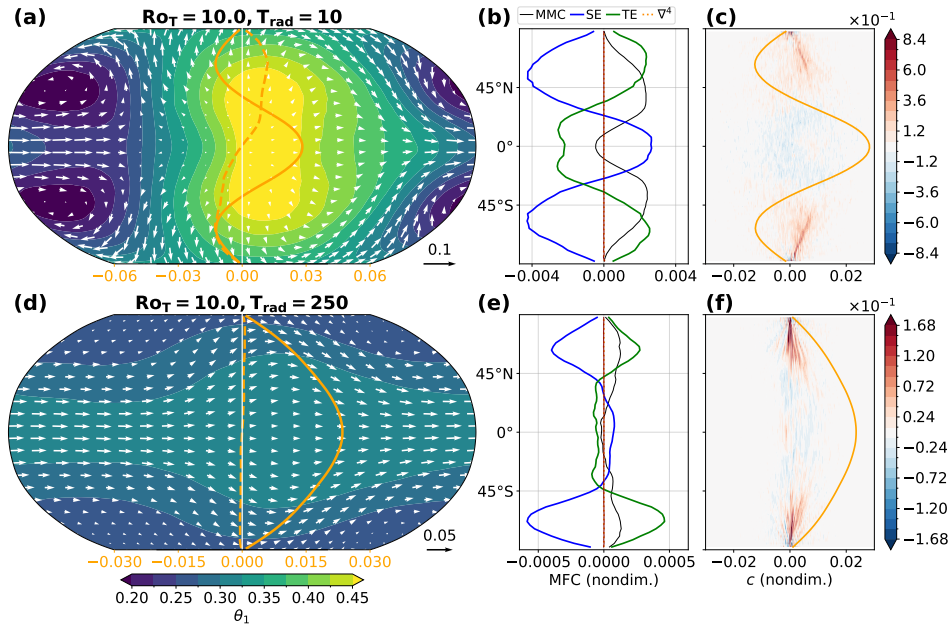 (a) Ro_T = 10.0, T_rad = 10
(b) MMC SE TE ∇⁴
(c) ×10⁻¹
45°N
0°
45°S
8.4
6.0
3.6
1.2
−1.2
−3.6
−6.0
−8.4
0.1
−0.06 −0.03 0.00 0.03 0.06
−0.004 0.000 0.004
0.00 0.02
(d) Ro_T = 10.0, T_rad = 250
(e)
(f) ×10⁻¹
45°N
0°
45°S
1.68
1.20
0.72
0.24
−0.24
−0.72
−1.20
−1.68
0.05
−0.030 −0.015 0.000 0.015 0.030
−0.0005 0.0000 0.0005
MFC (nondim.)
0.00 0.02
c (nondim.)
0.20 0.25 0.30 0.35 0.40 0.45
θ₁